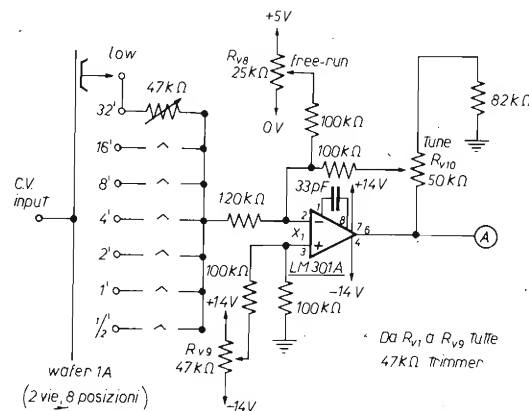 +5V
low
Rv8
25kΩ
free-run
47kΩ
0V
100kΩ
82kΩ
32'
16'
8'
4'
2'
1'
1/2'
C.V.
input
100kΩ
Tune
Rv10
50kΩ
33pF
+14V
120kΩ
1
8
2
−
X1
3
+
7
6
4
A
LM301A
−14V
100kΩ
100kΩ
+14V
Rv9
47kΩ
−14V
wafer 1A
(2 vie, 8 posizioni)
Da Rv1 a Rv9 Tutte
47kΩ Trimmer